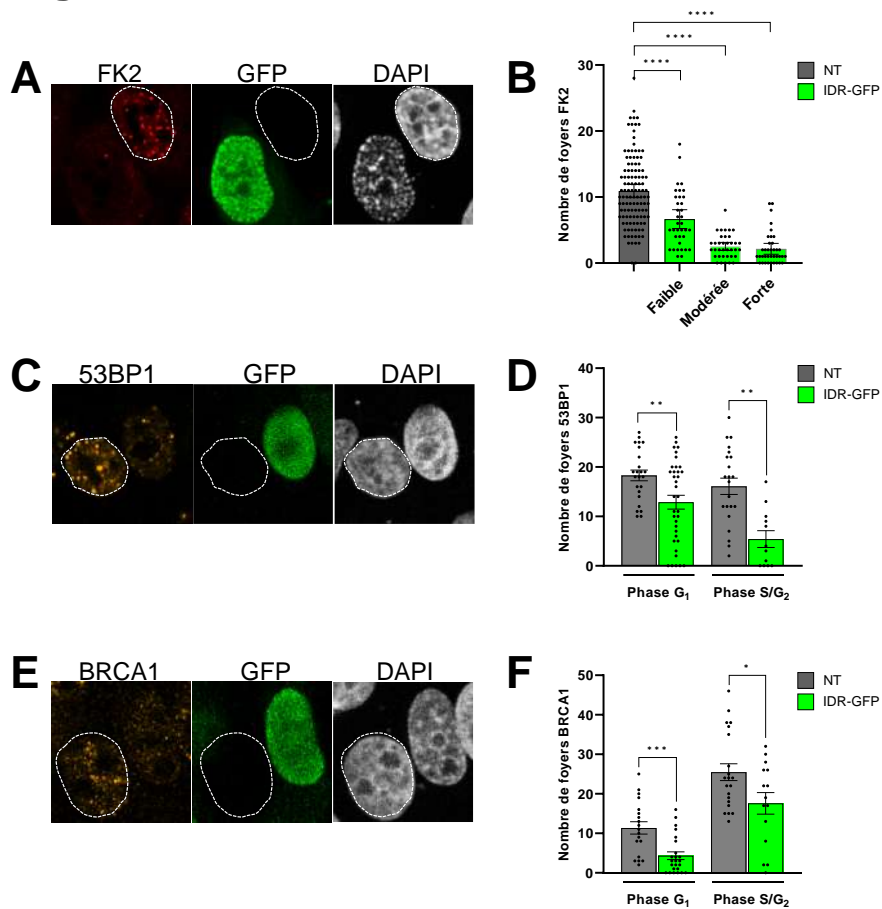 A
FK2 GFP DAPI
B
****
****
****
NT
IDR-GFP
Nombre de foyers FK2
30
20
10
0
Faible
Modérée
Forte
C
53BP1 GFP DAPI
D
** **
NT
IDR-GFP
Nombre de foyers 53BP1
40
30
20
10
0
Phase G₁ Phase S/G₂
E
BRCA1 GFP DAPI
F
*** *
NT
IDR-GFP
Nombre de foyers BRCA1
50
40
30
20
10
0
Phase G₁ Phase S/G₂